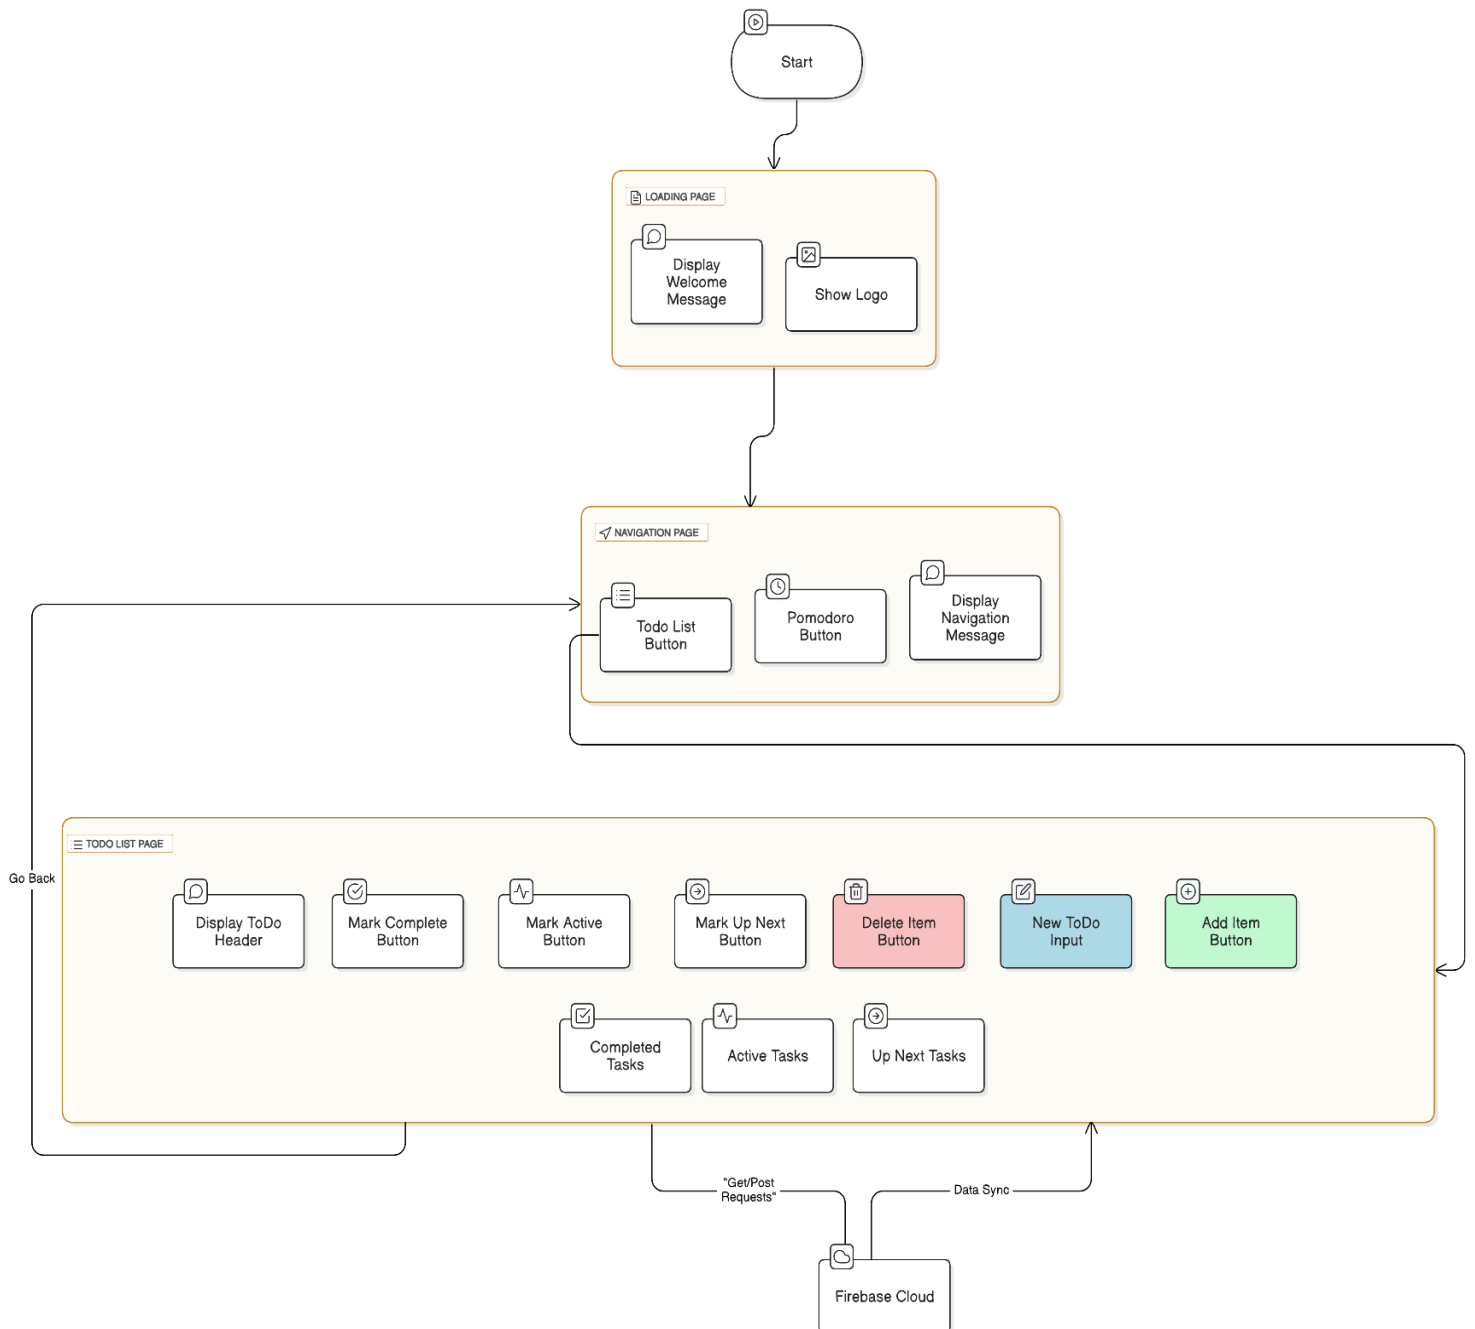 Start
LOADING PAGE
Display
Welcome
Message
Show Logo
NAVIGATION PAGE
Todo List
Button
Pomodoro
Button
Display
Navigation
Message
Go Back
TODO LIST PAGE
Display ToDo
Header
Mark Complete
Button
Mark Active
Button
Mark Up Next
Button
Delete Item
Button
New ToDo
Input
Add Item
Button
Completed
Tasks
Active Tasks
Up Next Tasks
"Get/Post
Requests"
Data Sync
Firebase Cloud